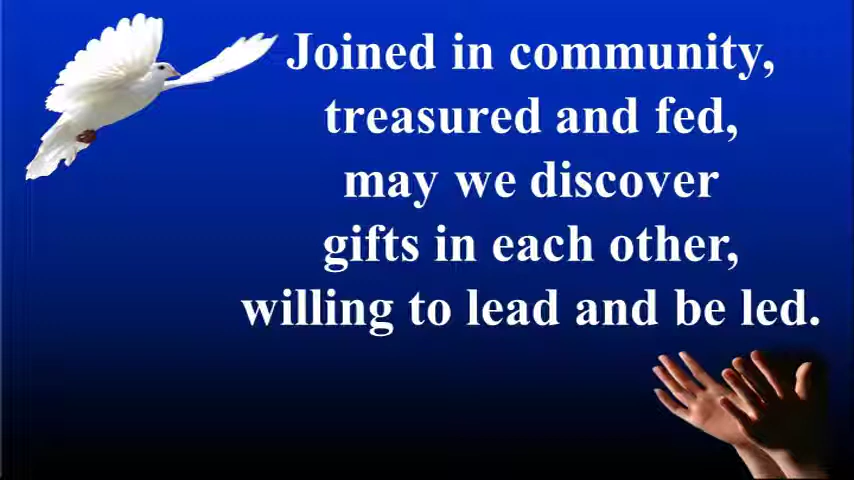 Joined in community,
treasured and fed,
may we discover
gifts in each other,
willing to lead and be led.